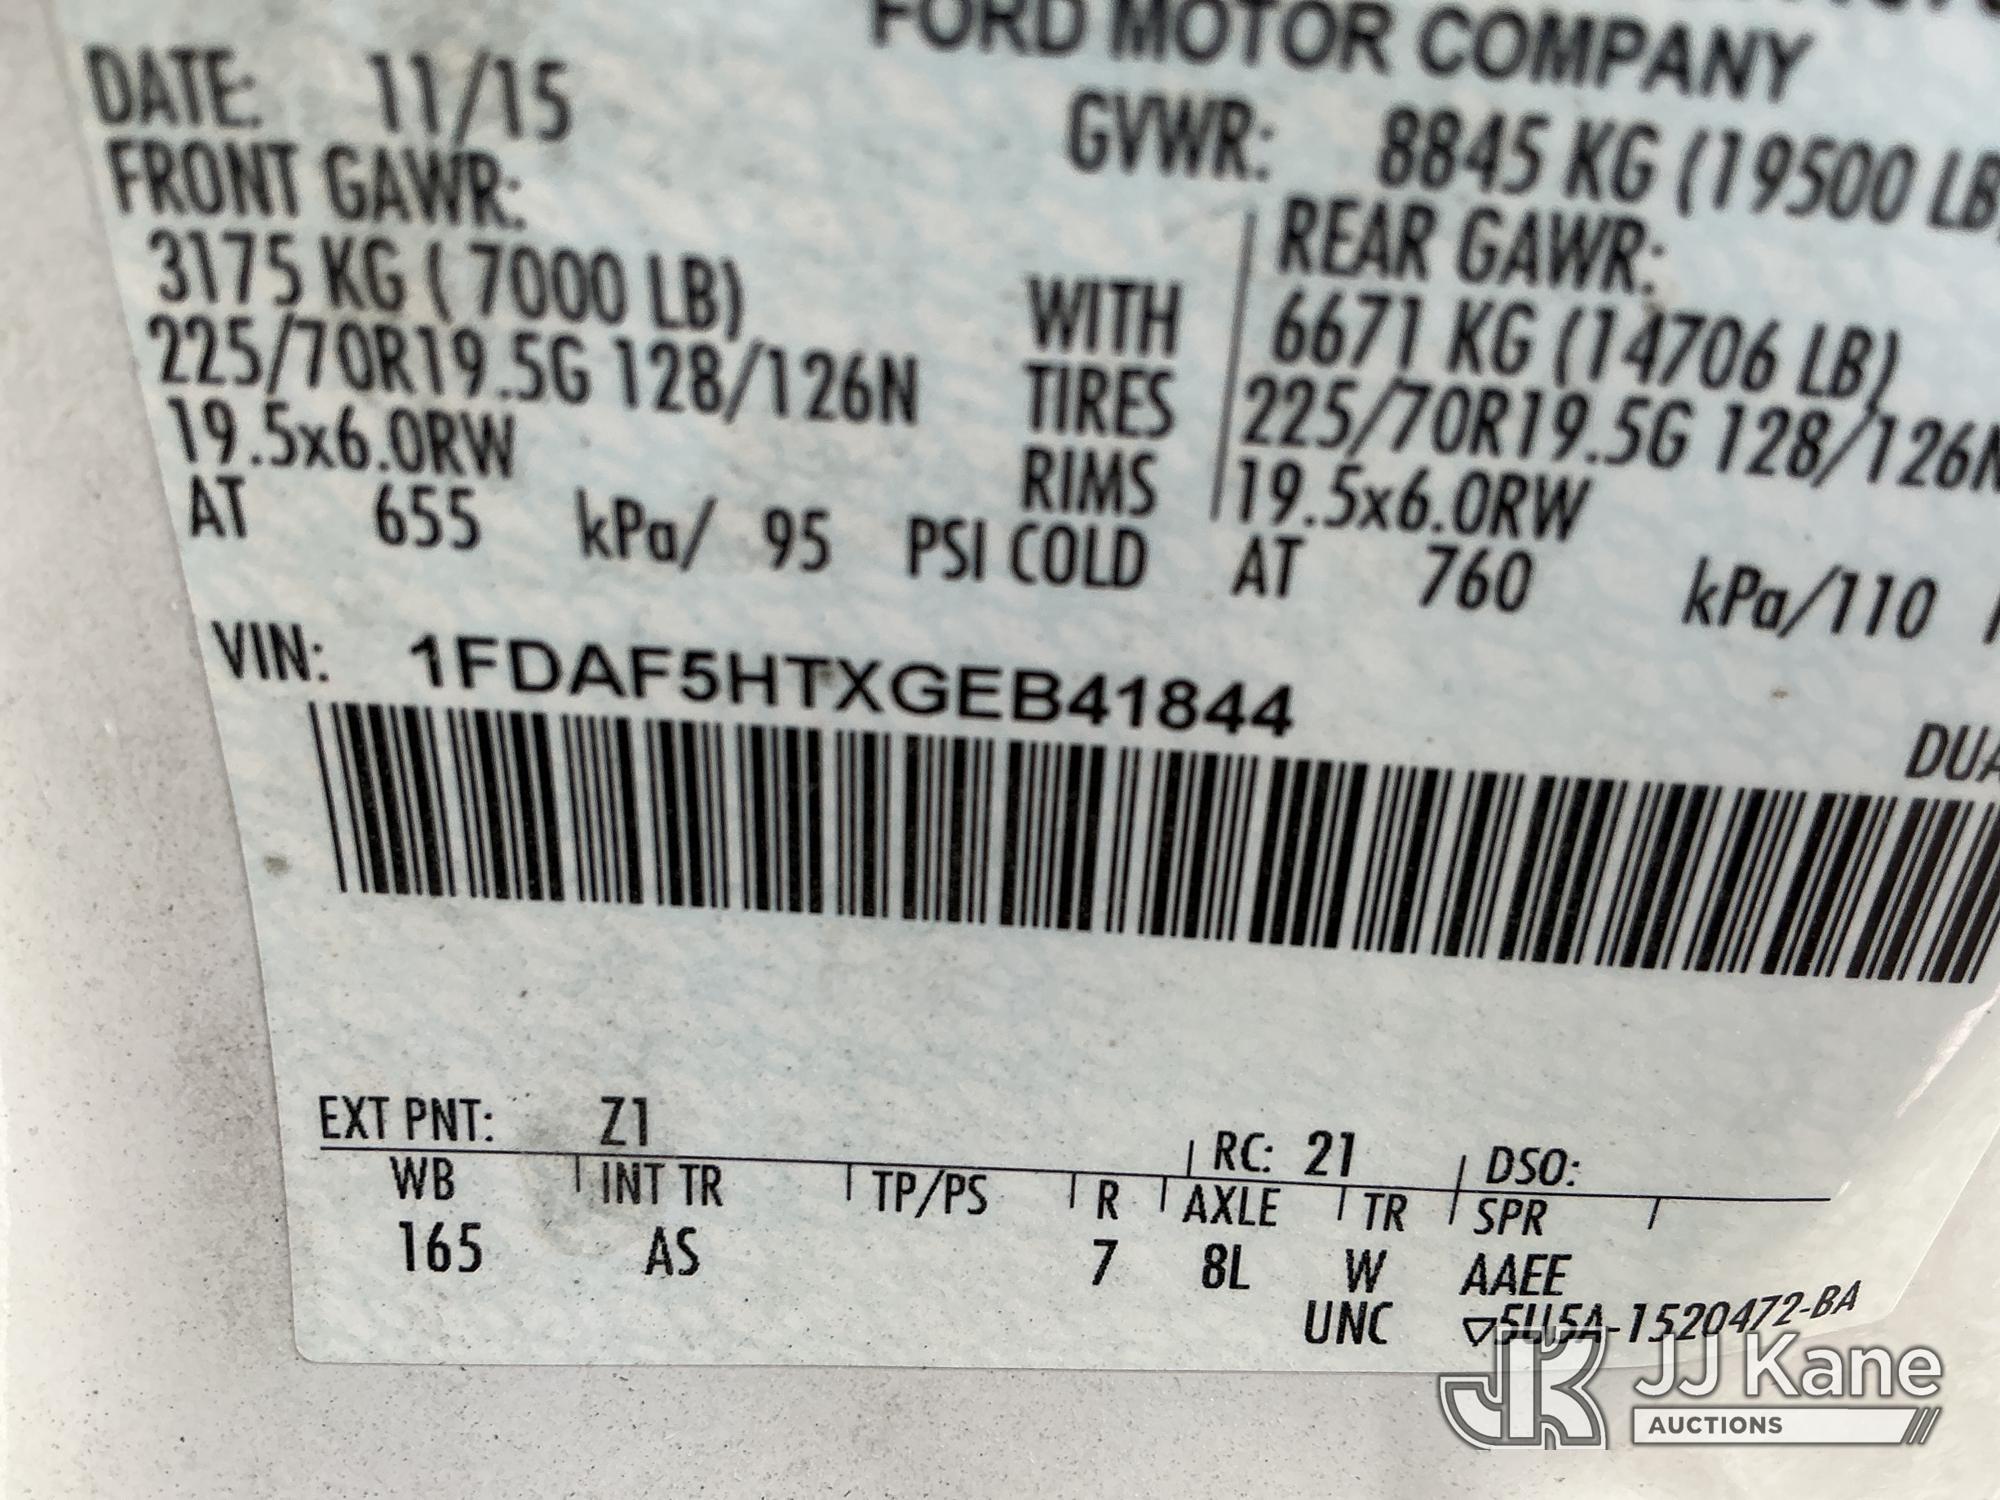 FORD MOTOR COMPANY
DATE: 11/15
GVWR: 8845 KG (19500 LB)
FRONT GAWR:
REAR GAWR:
3175 KG ( 7000 LB)
WITH
6671 KG (14706 LB)
225/70R19.5G 128/126N
TIRES
225/70R19.5G 128/126N
19.5x6.0RW
RIMS
19.5x6.0RW
AT 655 kPa/ 95 PSI COLD
AT 760 kPa/110
VIN: 1FDAF5HTXGEB41844
DUA
EXT PNT: Z1
RC: 21
DSO:
WB INT TR TP/PS R AXLE TR SPR
165 AS 7 8L W AAEE
UNC ▽5U5A-1520472-BA
JK JJ Kane
AUCTIONS